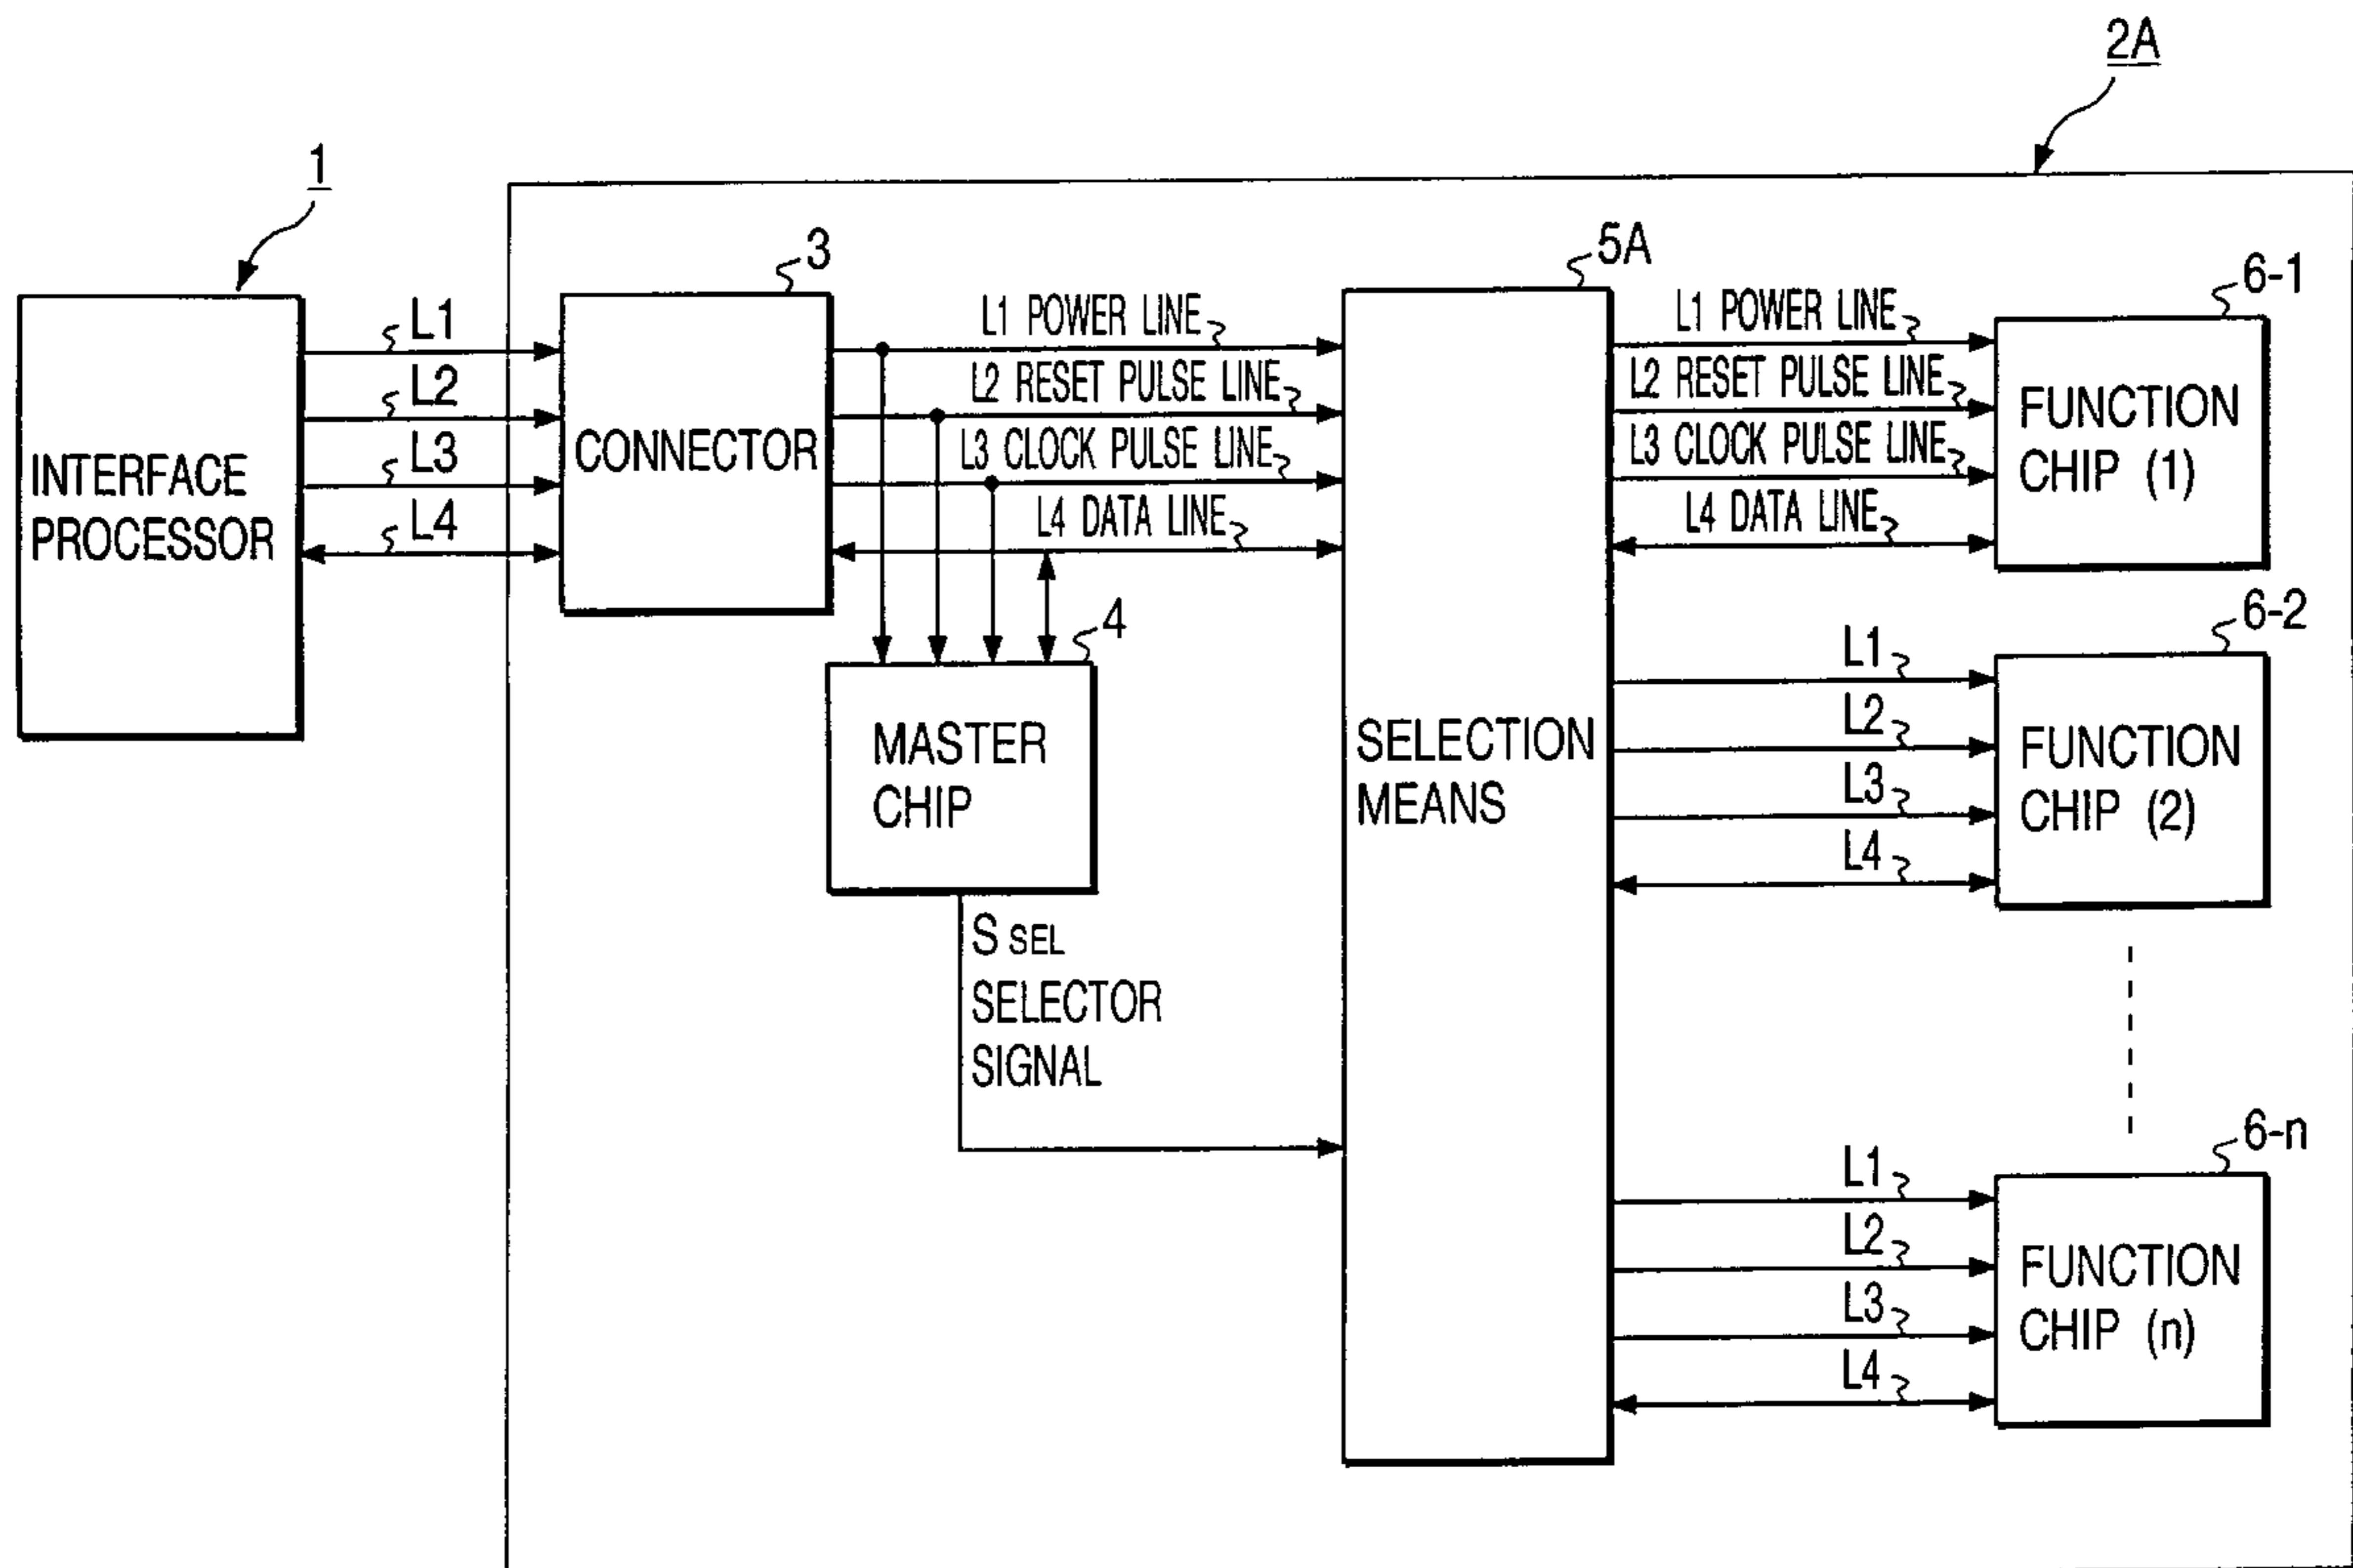 2A
1
INTERFACE
PROCESSOR
L1
L2
L3
L4
3
CONNECTOR
L1 POWER LINE
L2 RESET PULSE LINE
L3 CLOCK PULSE LINE
L4 DATA LINE
4
MASTER
CHIP
S SEL
SELECTOR
SIGNAL
5A
SELECTION
MEANS
L1 POWER LINE
L2 RESET PULSE LINE
L3 CLOCK PULSE LINE
L4 DATA LINE
6-1
FUNCTION
CHIP (1)
L1
L2
L3
L4
6-2
FUNCTION
CHIP (2)
L1
L2
L3
L4
6-n
FUNCTION
CHIP (n)